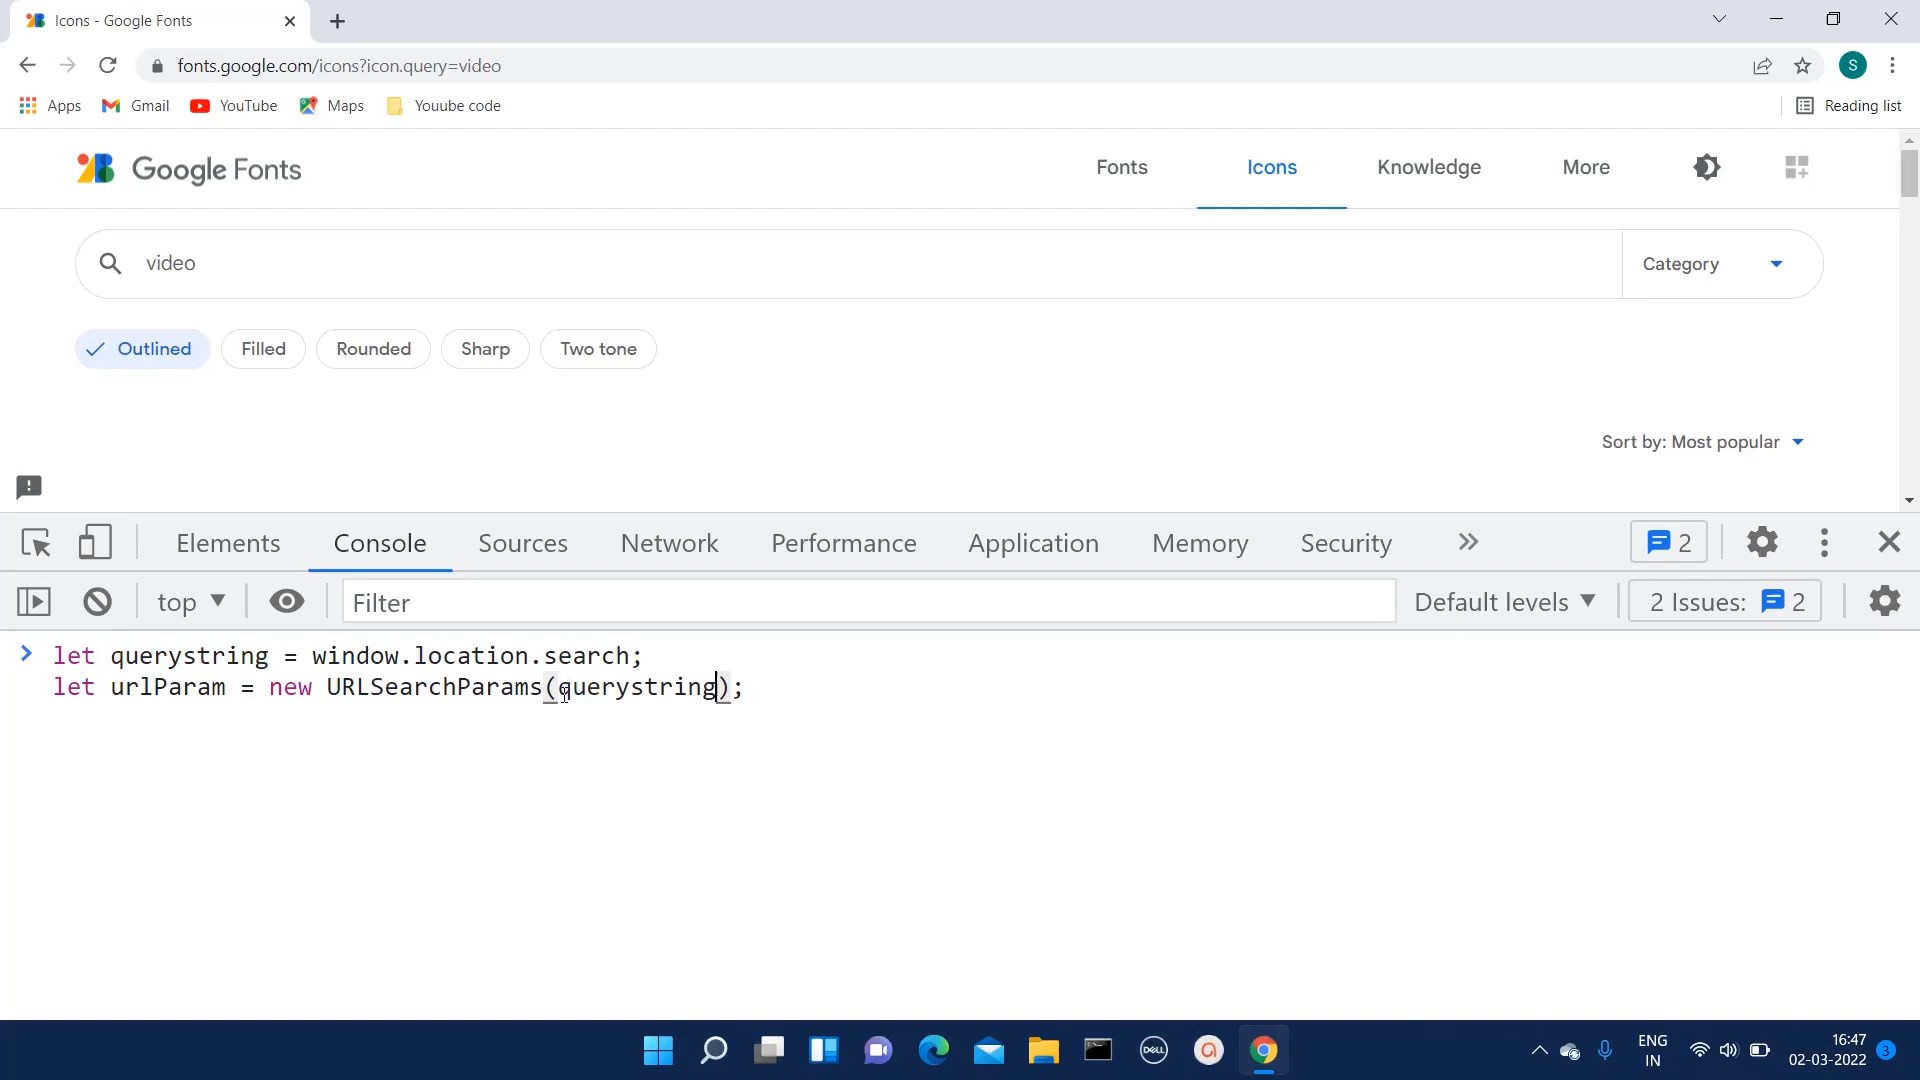 Icons - Google Fonts
fonts.google.com/icons?icon.query=video
S
Apps Gmail YouTube Maps Youube code Reading list
Google Fonts Fonts Icons Knowledge More
video Category
Outlined Filled Rounded Sharp Two tone
Sort by: Most popular
Elements Console Sources Network Performance Application Memory Security 2
top Filter Default levels 2 Issues: 2
let querystring = window.location.search;
let urlParam = new URLSearchParams(querystring);
DELL
ENG
IN
16:47
02-03-2022
3